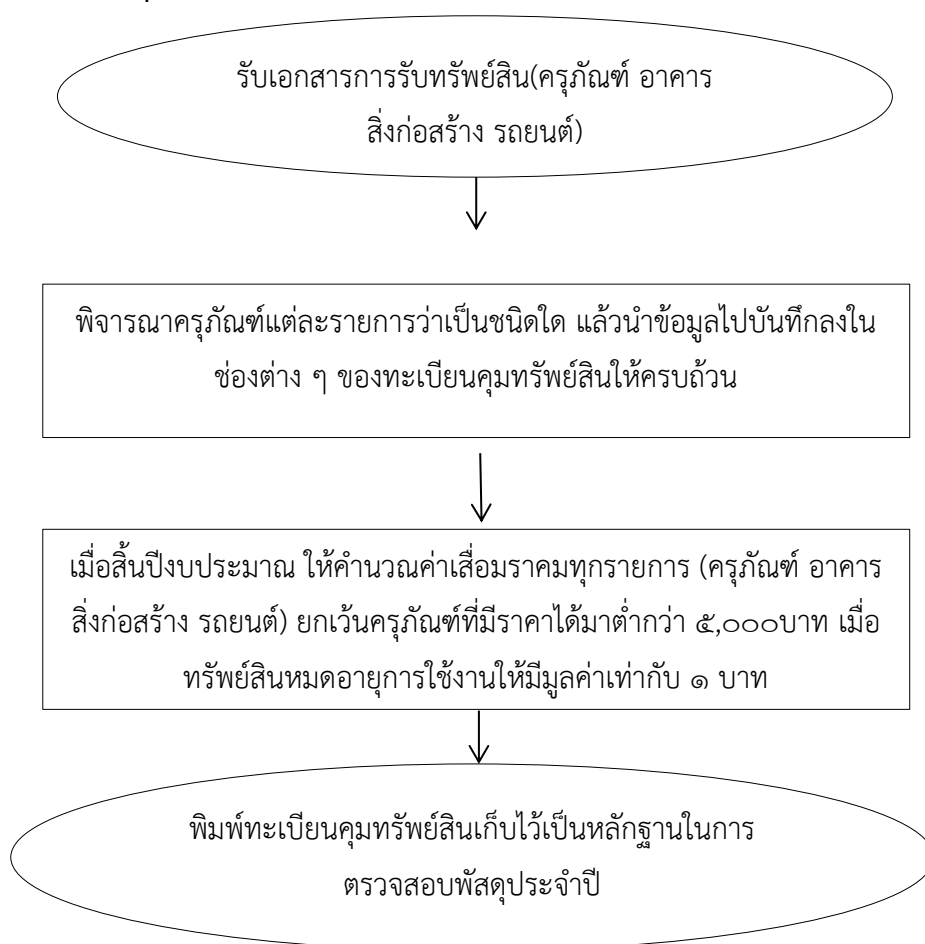 รับเอกสารการรับทรัพย์สิน(ครุภัณฑ์ อาคาร
สิ่งก่อสร้าง รถยนต์)
พิจารณาครุภัณฑ์แต่ละรายการว่าเป็นชนิดใด แล้วนำข้อมูลไปบันทึกลงใน
ช่องต่าง ๆ ของทะเบียนคุมทรัพย์สินให้ครบถ้วน
เมื่อสิ้นปีงบประมาณ ให้คำนวณค่าเสื่อมราคมทุกรายการ (ครุภัณฑ์ อาคาร
สิ่งก่อสร้าง รถยนต์) ยกเว้นครุภัณฑ์ที่มีราคาได้มาต่ำกว่า ๕,๐๐๐บาท เมื่อ
ทรัพย์สินหมดอายุการใช้งานให้มีมูลค่าเท่ากับ ๑ บาท
พิมพ์ทะเบียนคุมทรัพย์สินเก็บไว้เป็นหลักฐานในการ
ตรวจสอบพัสดุประจำปี